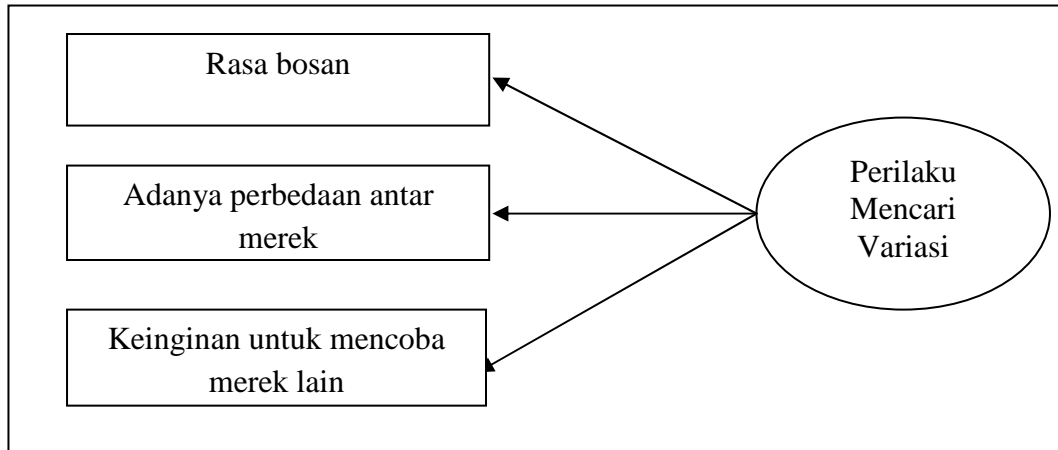 Rasa bosan
Adanya perbedaan antar
merek
Keinginan untuk mencoba
merek lain
Perilaku
Mencari
Variasi